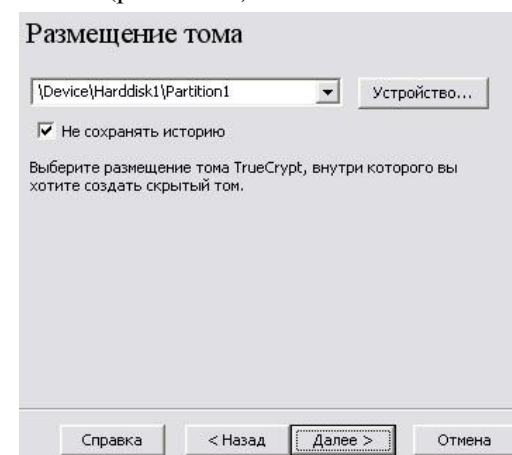 Размещение тома
\Device\Harddisk1\Partition1
Устройство...
Не сохранять историю
Выберите размещение тома TrueCrypt, внутри которого вы
хотите создать скрытый том.
Справка
< Назад
Далее >
Отмена